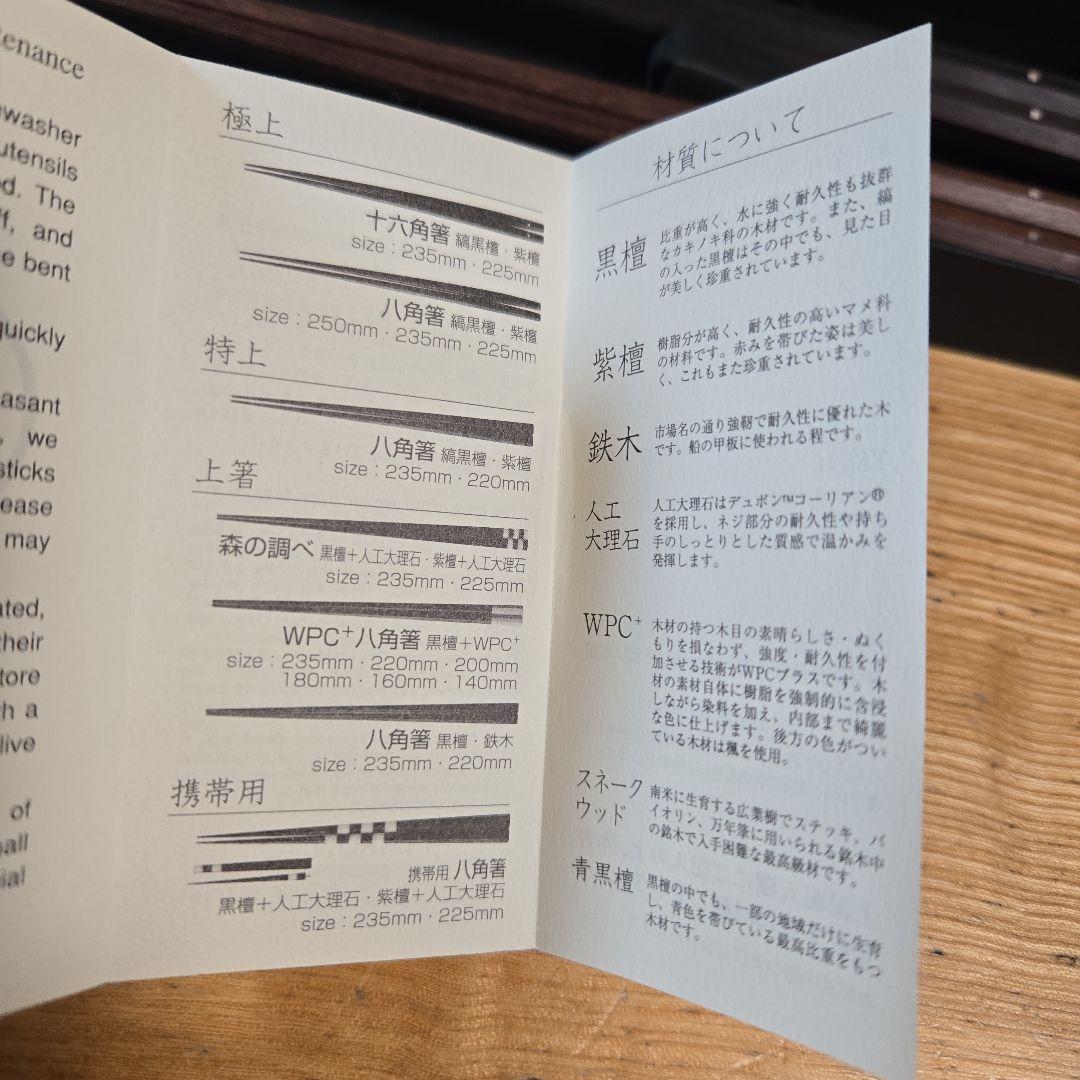 enance
washer
utensils
The
and
e bent
quickly
asant
we
sticks
ease
may
ated,
their
tore
h a
live
of
all
ial
極上
十六角箸 縞黒檀・紫檀
size：235mm・225mm
八角箸 縞黒檀・紫檀
size：250mm・235mm・225mm
特上
八角箸 縞黒檀・紫檀
size：235mm・220mm
上箸
森の調べ 黒檀＋人工大理石・紫檀＋人工大理石
size：235mm・225mm
WPC⁺八角箸 黒檀＋WPC⁺
size：235mm・220mm・200mm
180mm・160mm・140mm
八角箸 黒檀・鉄木
size：235mm・220mm
携帯用
携帯用 八角箸
黒檀＋人工大理石・紫檀＋人工大理石
size：235mm・225mm
材質について
黒檀
比重が高く、水に強く耐久性も抜群
なカキノキ科の木材です。また、縞
の入った黒檀はその中でも、見た目
が美しく珍重されています。
紫檀
樹脂分が高く、耐久性の高いマメ科
の材料です。赤みを帯びた姿は美し
く、これもまた珍重されています。
鉄木
市場名の通り強靭で耐久性に優れた木
です。船の甲板に使われる程です。
人工
大理石
人工大理石はデュポン™コーリアン®
を採用し、ネジ部分の耐久性や持ち
手のしっとりとした質感で温かみを
発揮します。
WPC⁺
木材の持つ木目の素晴らしさ・ぬく
もりを損なわず、強度・耐久性を付
加させる技術がWPCプラスです。木
材の素材自体に樹脂を強制的に含浸
しながら染料を加え、内部まで綺麗
な色に仕上げます。後方の色がつい
ている木材は楓を使用。
スネーク
ウッド
南米に生育する広葉樹でステッキ、バ
イオリン、万年筆に用いられる銘木中
の銘木で入手困難な最高級材です。
青黒檀
黒檀の中でも、一部の地域だけに生育
し、青色を帯びている最高比重をもつ
木材です。